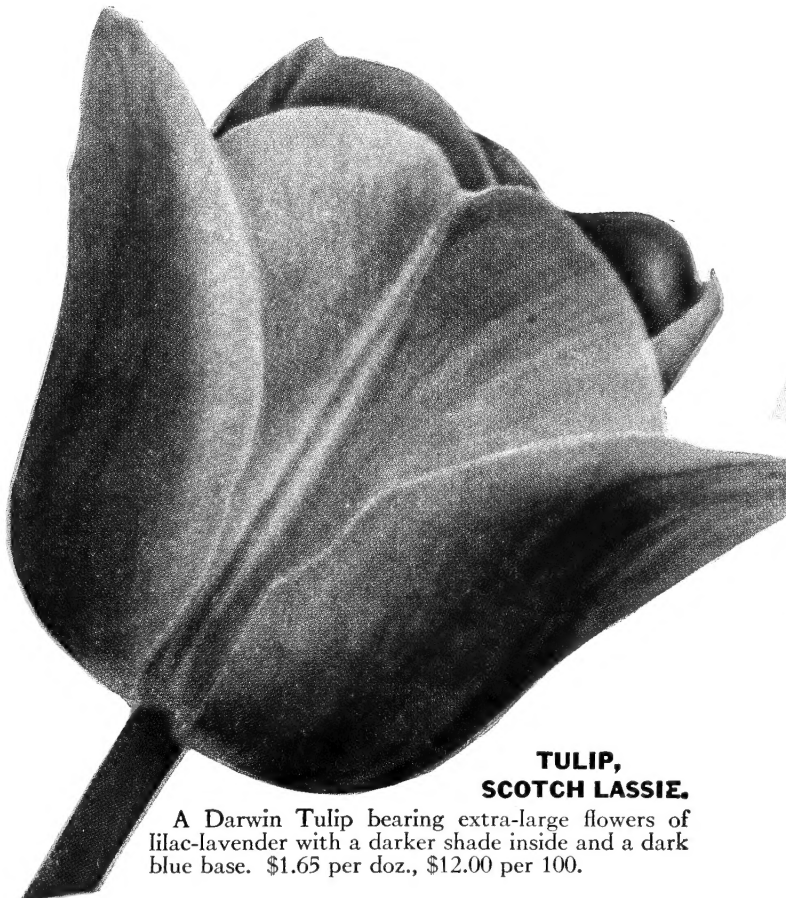 TULIP,
SCOTCH LASSIE.
A Darwin Tulip bearing extra-large flowers of
lilac-lavender with a darker shade inside and a dark
blue base. $1.65 per doz., $12.00 per 100.